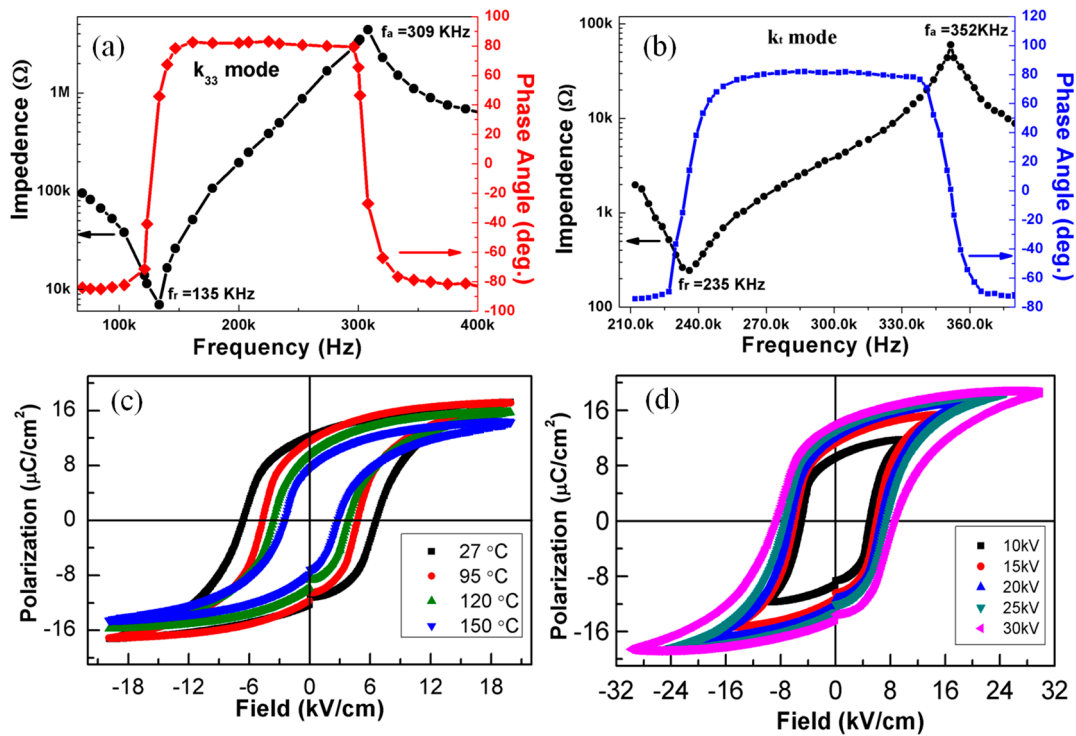 (a)
k33 mode
fa =309 KHz
fr =135 KHz
Impedence (Ω)
1M
100k
10k
100k 200k 300k 400k
Frequency (Hz)
100
80
60
40
20
0
-20
-40
-60
-80
-100
Phase Angle (deg.)
(b)
kt mode
fa =352KHz
fr =235 KHz
Impendence (Ω)
100k
10k
1k
100
210.0k 240.0k 270.0k 300.0k 330.0k 360.0k
Frequency (Hz)
120
100
80
60
40
20
0
-20
-40
-60
-80
Phase Angle (deg.)
(c)
Polarization (μC/cm2)
16
8
0
-8
-16
27 °C
95 °C
120 °C
150 °C
-18 -12 -6 0 6 12 18
Field (kV/cm)
(d)
Polarization (μC/cm2)
16
8
0
-8
-16
10kV
15kV
20kV
25kV
30kV
-32 -24 -16 -8 0 8 16 24 32
Field (kV/cm)